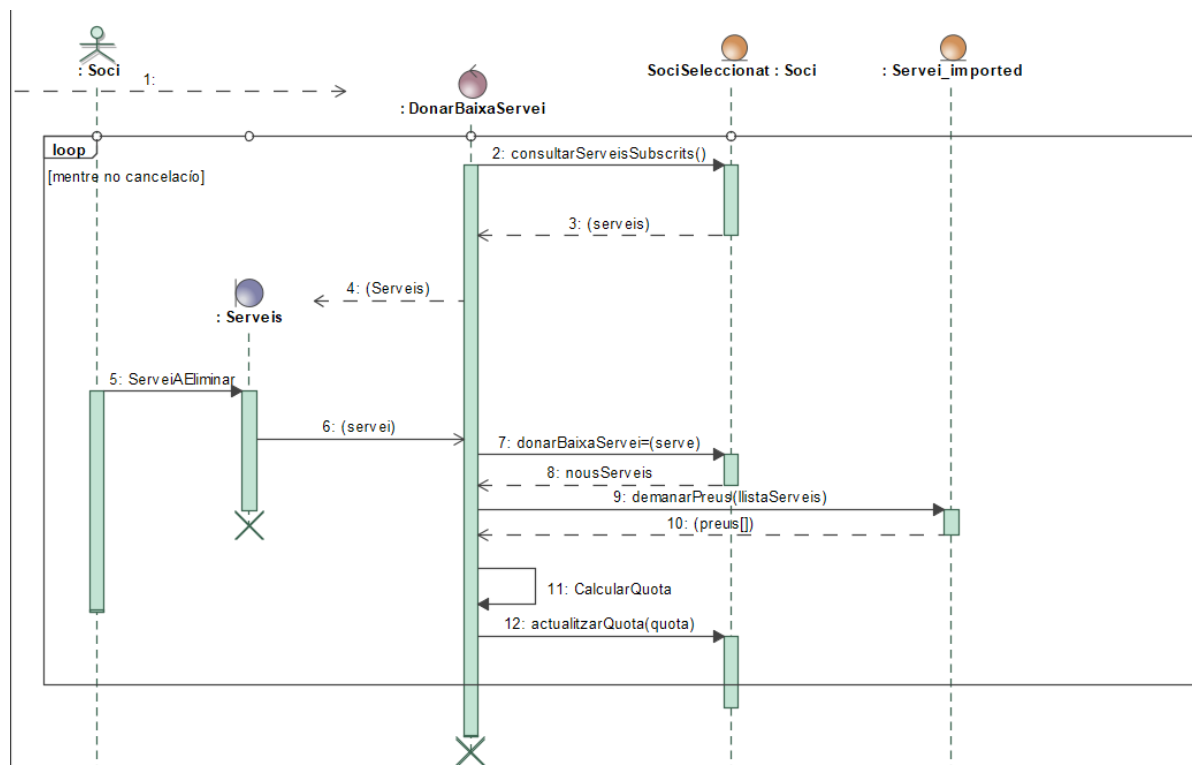 : Soci
SociSeleccionat : Soci
: Servei_imported
1:
: DonarBaixaServei
loop
[mentre no cancelacío]
2: consultarServeisSubscrits()
3: (serveis)
4: (Serveis)
: Serveis
5: ServeiAEliminar
6: (servei)
7: donarBaixaServei=(serve)
8: nousServeis
9: demanarPreus(llistaServeis)
10: (preus[])
11: CalcularQuota
12: actualitzarQuota(quota)